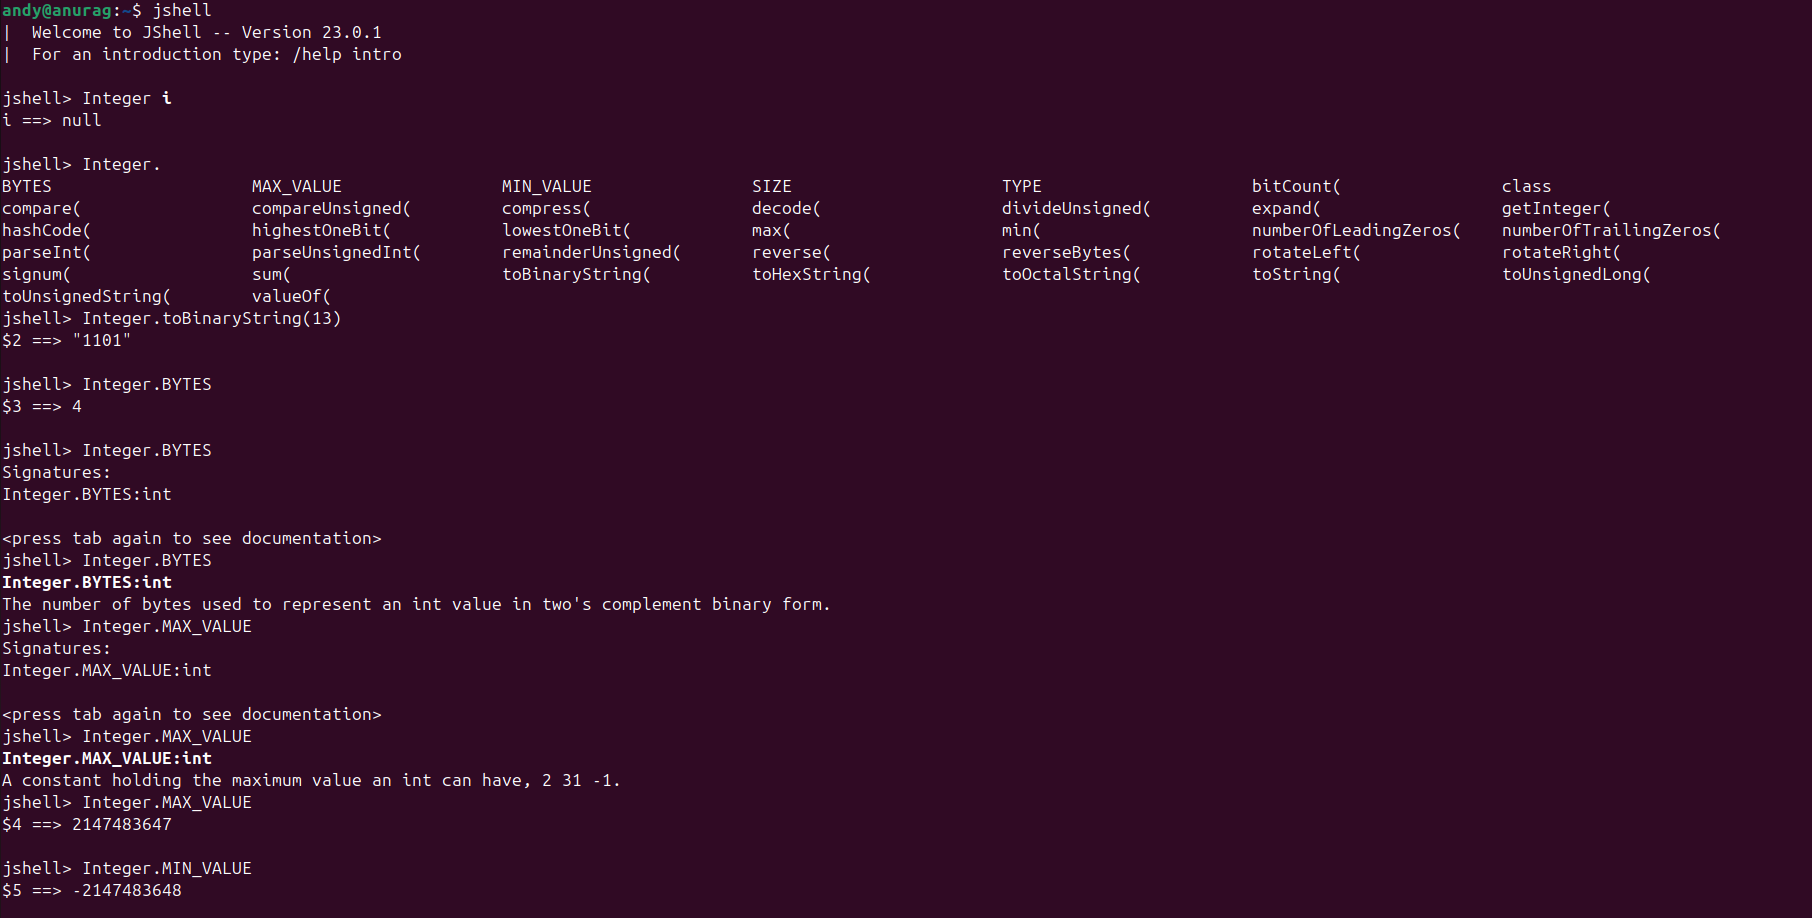 andy@anurag:~$ jshell
|  Welcome to JShell -- Version 23.0.1
|  For an introduction type: /help intro

jshell> Integer i
i ==> null

jshell> Integer.
BYTES                    MAX_VALUE                MIN_VALUE                SIZE                     TYPE                     bitCount(                class
compare(                 compareUnsigned(         compress(                decode(                  divideUnsigned(          expand(                  getInteger(
hashCode(                highestOneBit(           lowestOneBit(            max(                     min(                     numberOfLeadingZeros(    numberOfTrailingZeros(
parseInt(                parseUnsignedInt(        remainderUnsigned(       reverse(                 reverseBytes(            rotateLeft(              rotateRight(
signum(                  sum(                     toBinaryString(          toHexString(             toOctalString(           toString(                toUnsignedLong(
toUnsignedString(        valueOf(
jshell> Integer.toBinaryString(13)
$2 ==> "1101"

jshell> Integer.BYTES
$3 ==> 4

jshell> Integer.BYTES
Signatures:
Integer.BYTES:int

<press tab again to see documentation>
jshell> Integer.BYTES
Integer.BYTES:int
The number of bytes used to represent an int value in two's complement binary form.
jshell> Integer.MAX_VALUE
Signatures:
Integer.MAX_VALUE:int

<press tab again to see documentation>
jshell> Integer.MAX_VALUE
Integer.MAX_VALUE:int
A constant holding the maximum value an int can have, 2 31 -1.
jshell> Integer.MAX_VALUE
$4 ==> 2147483647

jshell> Integer.MIN_VALUE
$5 ==> -2147483648